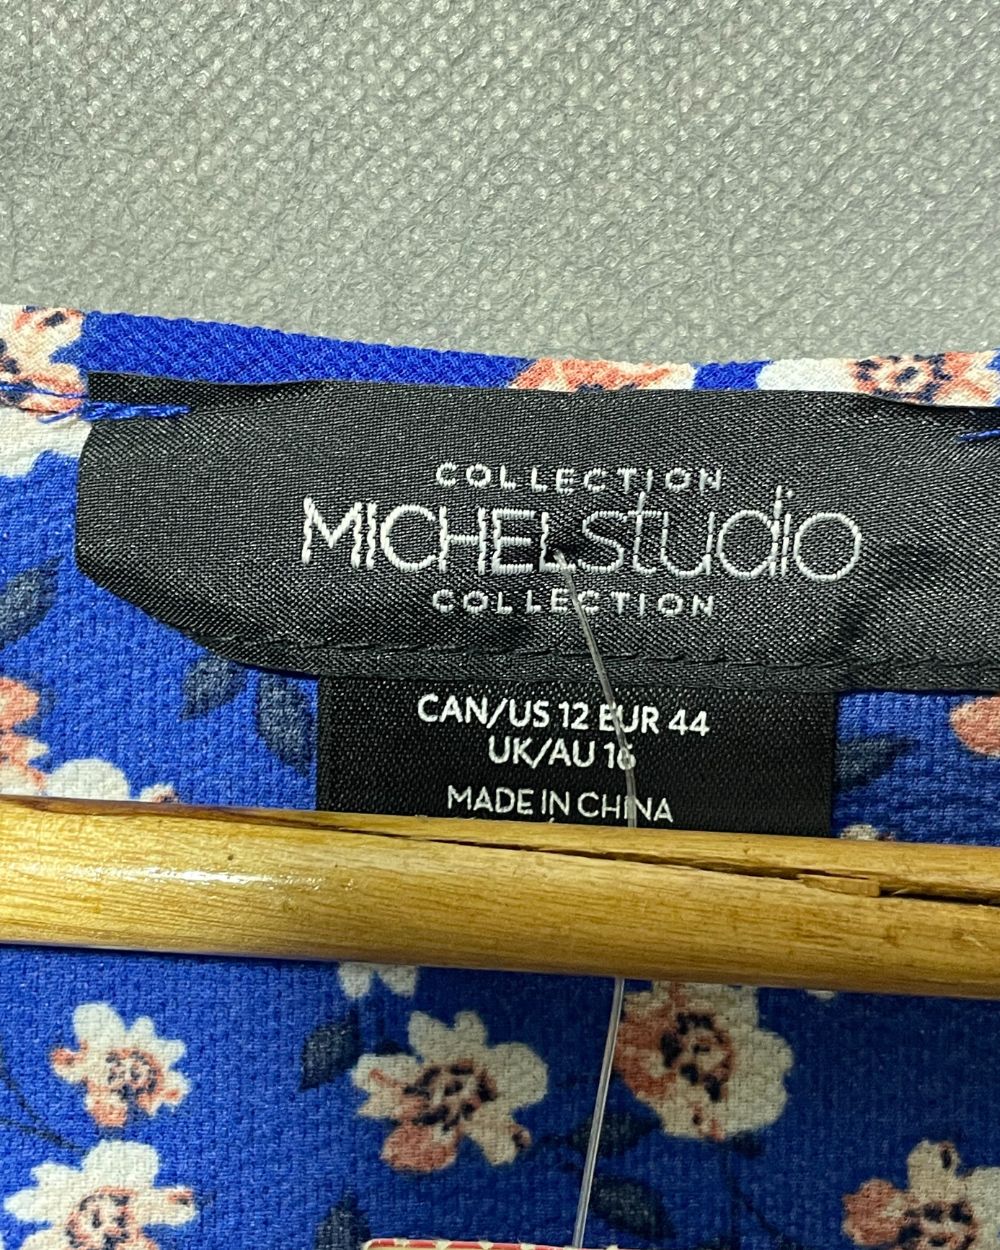 COLLECTION
MICHELstudio
COLLECTION
CAN/US 12 EUR 44
UK/AU 16
MADE IN CHINA